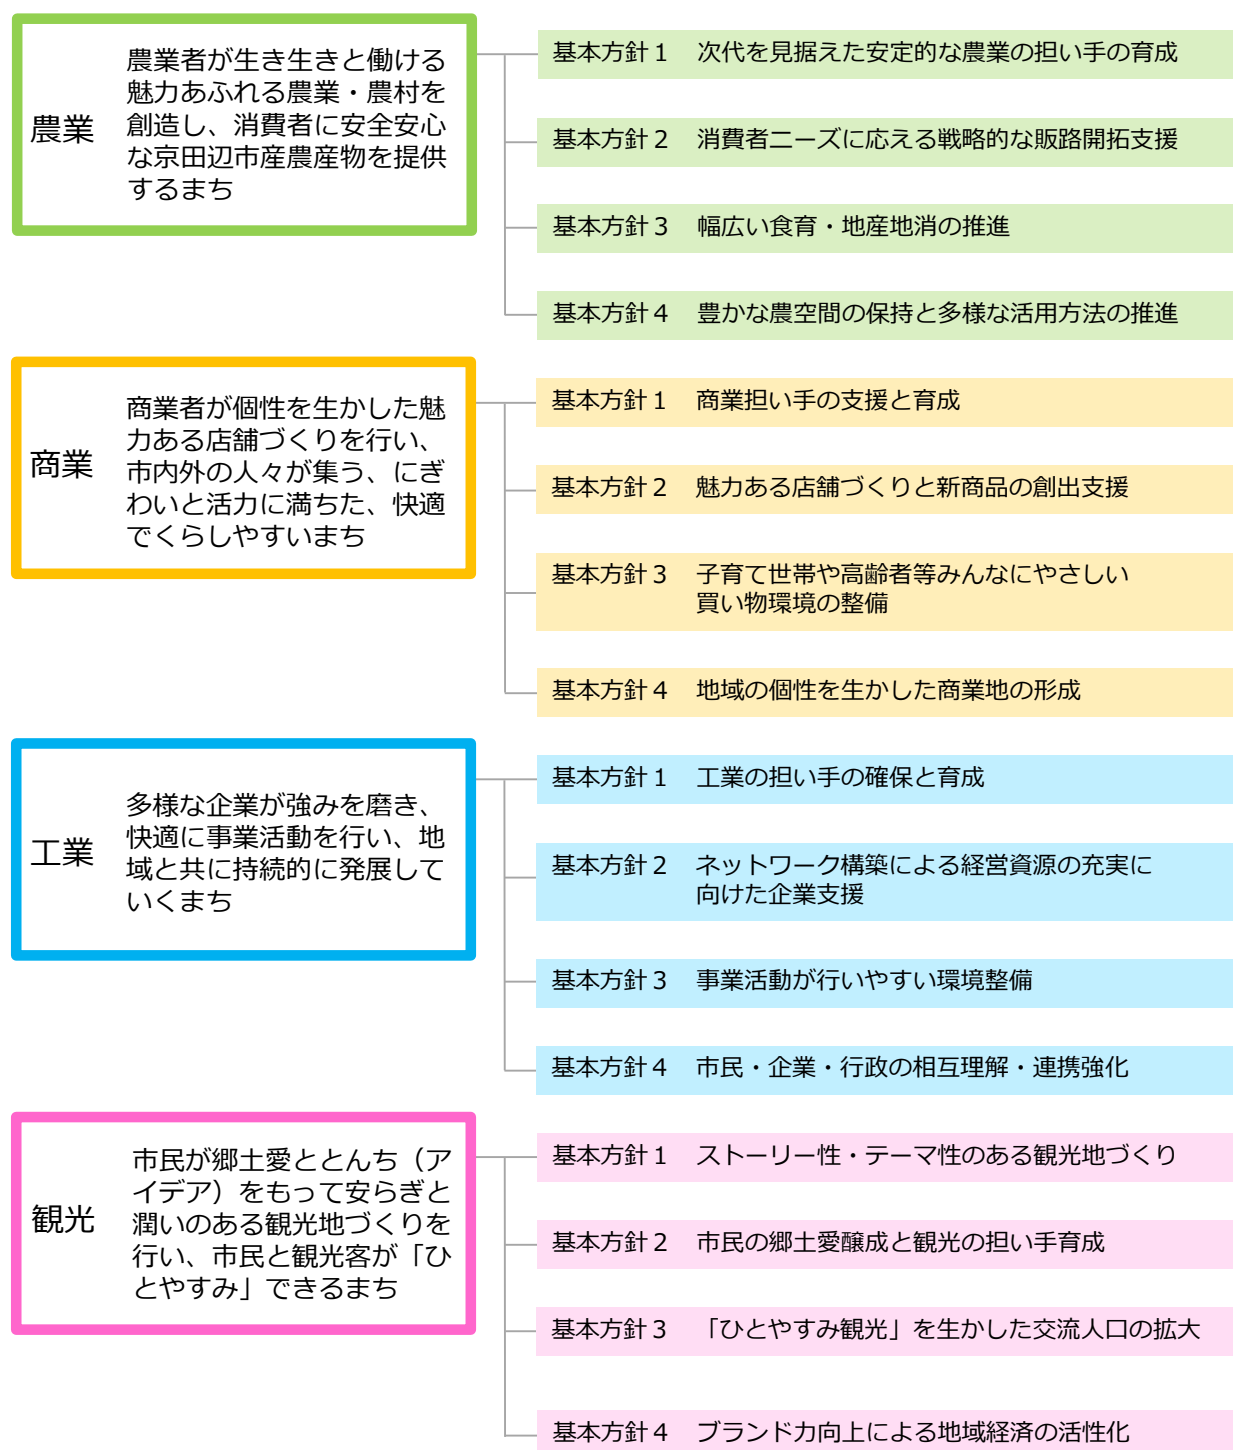 農業
農業者が生き生きと働ける
魅力あふれる農業・農村を
創造し、消費者に安全安心
な京田辺市産農産物を提供
するまち
基本方針１　次代を見据えた安定的な農業の担い手の育成
基本方針２　消費者ニーズに応える戦略的な販路開拓支援
基本方針３　幅広い食育・地産地消の推進
基本方針４　豊かな農空間の保持と多様な活用方法の推進
商業
商業者が個性を生かした魅
力ある店舗づくりを行い、
市内外の人々が集う、にぎ
わいと活力に満ちた、快適
でくらしやすいまち
基本方針１　商業担い手の支援と育成
基本方針２　魅力ある店舗づくりと新商品の創出支援
基本方針３　子育て世帯や高齢者等みんなにやさしい
買い物環境の整備
基本方針４　地域の個性を生かした商業地の形成
工業
多様な企業が強みを磨き、
快適に事業活動を行い、地
域と共に持続的に発展して
いくまち
基本方針１　工業の担い手の確保と育成
基本方針２　ネットワーク構築による経営資源の充実に
向けた企業支援
基本方針３　事業活動が行いやすい環境整備
基本方針４　市民・企業・行政の相互理解・連携強化
観光
市民が郷土愛ととんち（ア
イデア）をもって安らぎと
潤いのある観光地づくりを
行い、市民と観光客が「ひ
とやすみ」できるまち
基本方針１　ストーリー性・テーマ性のある観光地づくり
基本方針２　市民の郷土愛醸成と観光の担い手育成
基本方針３　「ひとやすみ観光」を生かした交流人口の拡大
基本方針４　ブランド力向上による地域経済の活性化